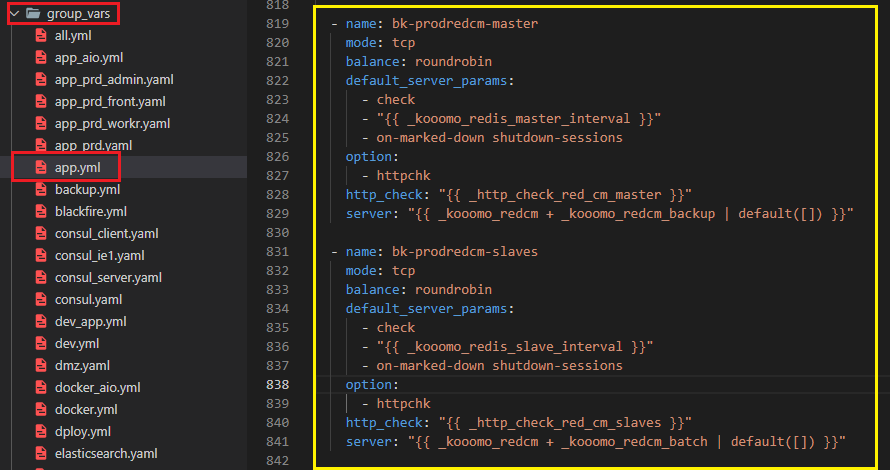 group_vars
all.yml
app_aio.yml
app_prd_admin.yaml
app_prd_front.yaml
app_prd_workr.yaml
app_prd.yaml
app.yml
backup.yml
blackfire.yml
consul_client.yaml
consul_ie1.yaml
consul_server.yaml
consul.yaml
dev_app.yml
dev.yml
dmz.yaml
docker_aio.yml
docker.yml
dploy.yml
elasticsearch.yaml
818
819 - name: bk-prodredcm-master
820 mode: tcp
821 balance: roundrobin
822 default_server_params:
823 - check
824 - "{{ _kooomo_redis_master_interval }}"
825 - on-marked-down shutdown-sessions
826 option:
827 - httpchk
828 http_check: "{{ _http_check_red_cm_master }}"
829 server: "{{ _kooomo_redcm + _kooomo_redcm_backup | default([]) }}"
830
831 - name: bk-prodredcm-slaves
832 mode: tcp
833 balance: roundrobin
834 default_server_params:
835 - check
836 - "{{ _kooomo_redis_slave_interval }}"
837 - on-marked-down shutdown-sessions
838 option:
839 - httpchk
840 http_check: "{{ _http_check_red_cm_slaves }}"
841 server: "{{ _kooomo_redcm + _kooomo_redcm_batch | default([]) }}"
842